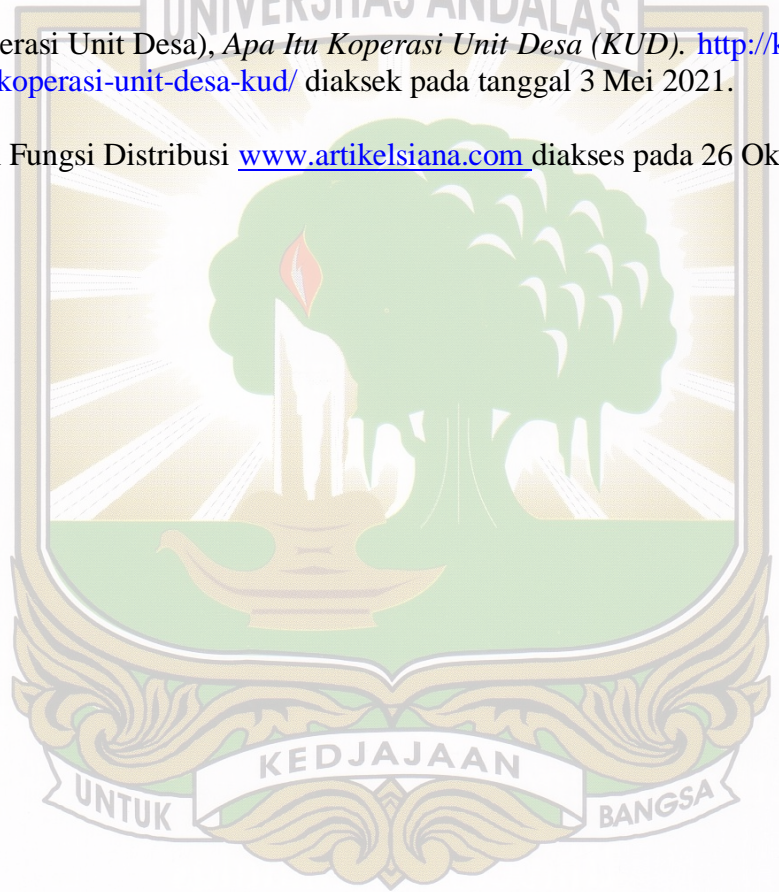 UNIVERSITAS ANDALAS
erasi Unit Desa), Apa Itu Koperasi Unit Desa (KUD). http://k
koperasi-unit-desa-kud/ diaksek pada tanggal 3 Mei 2021.
Fungsi Distribusi www.artikelsiana.com diakses pada 26 Ok
KEDJAJAAN
UNTUK BANGSA